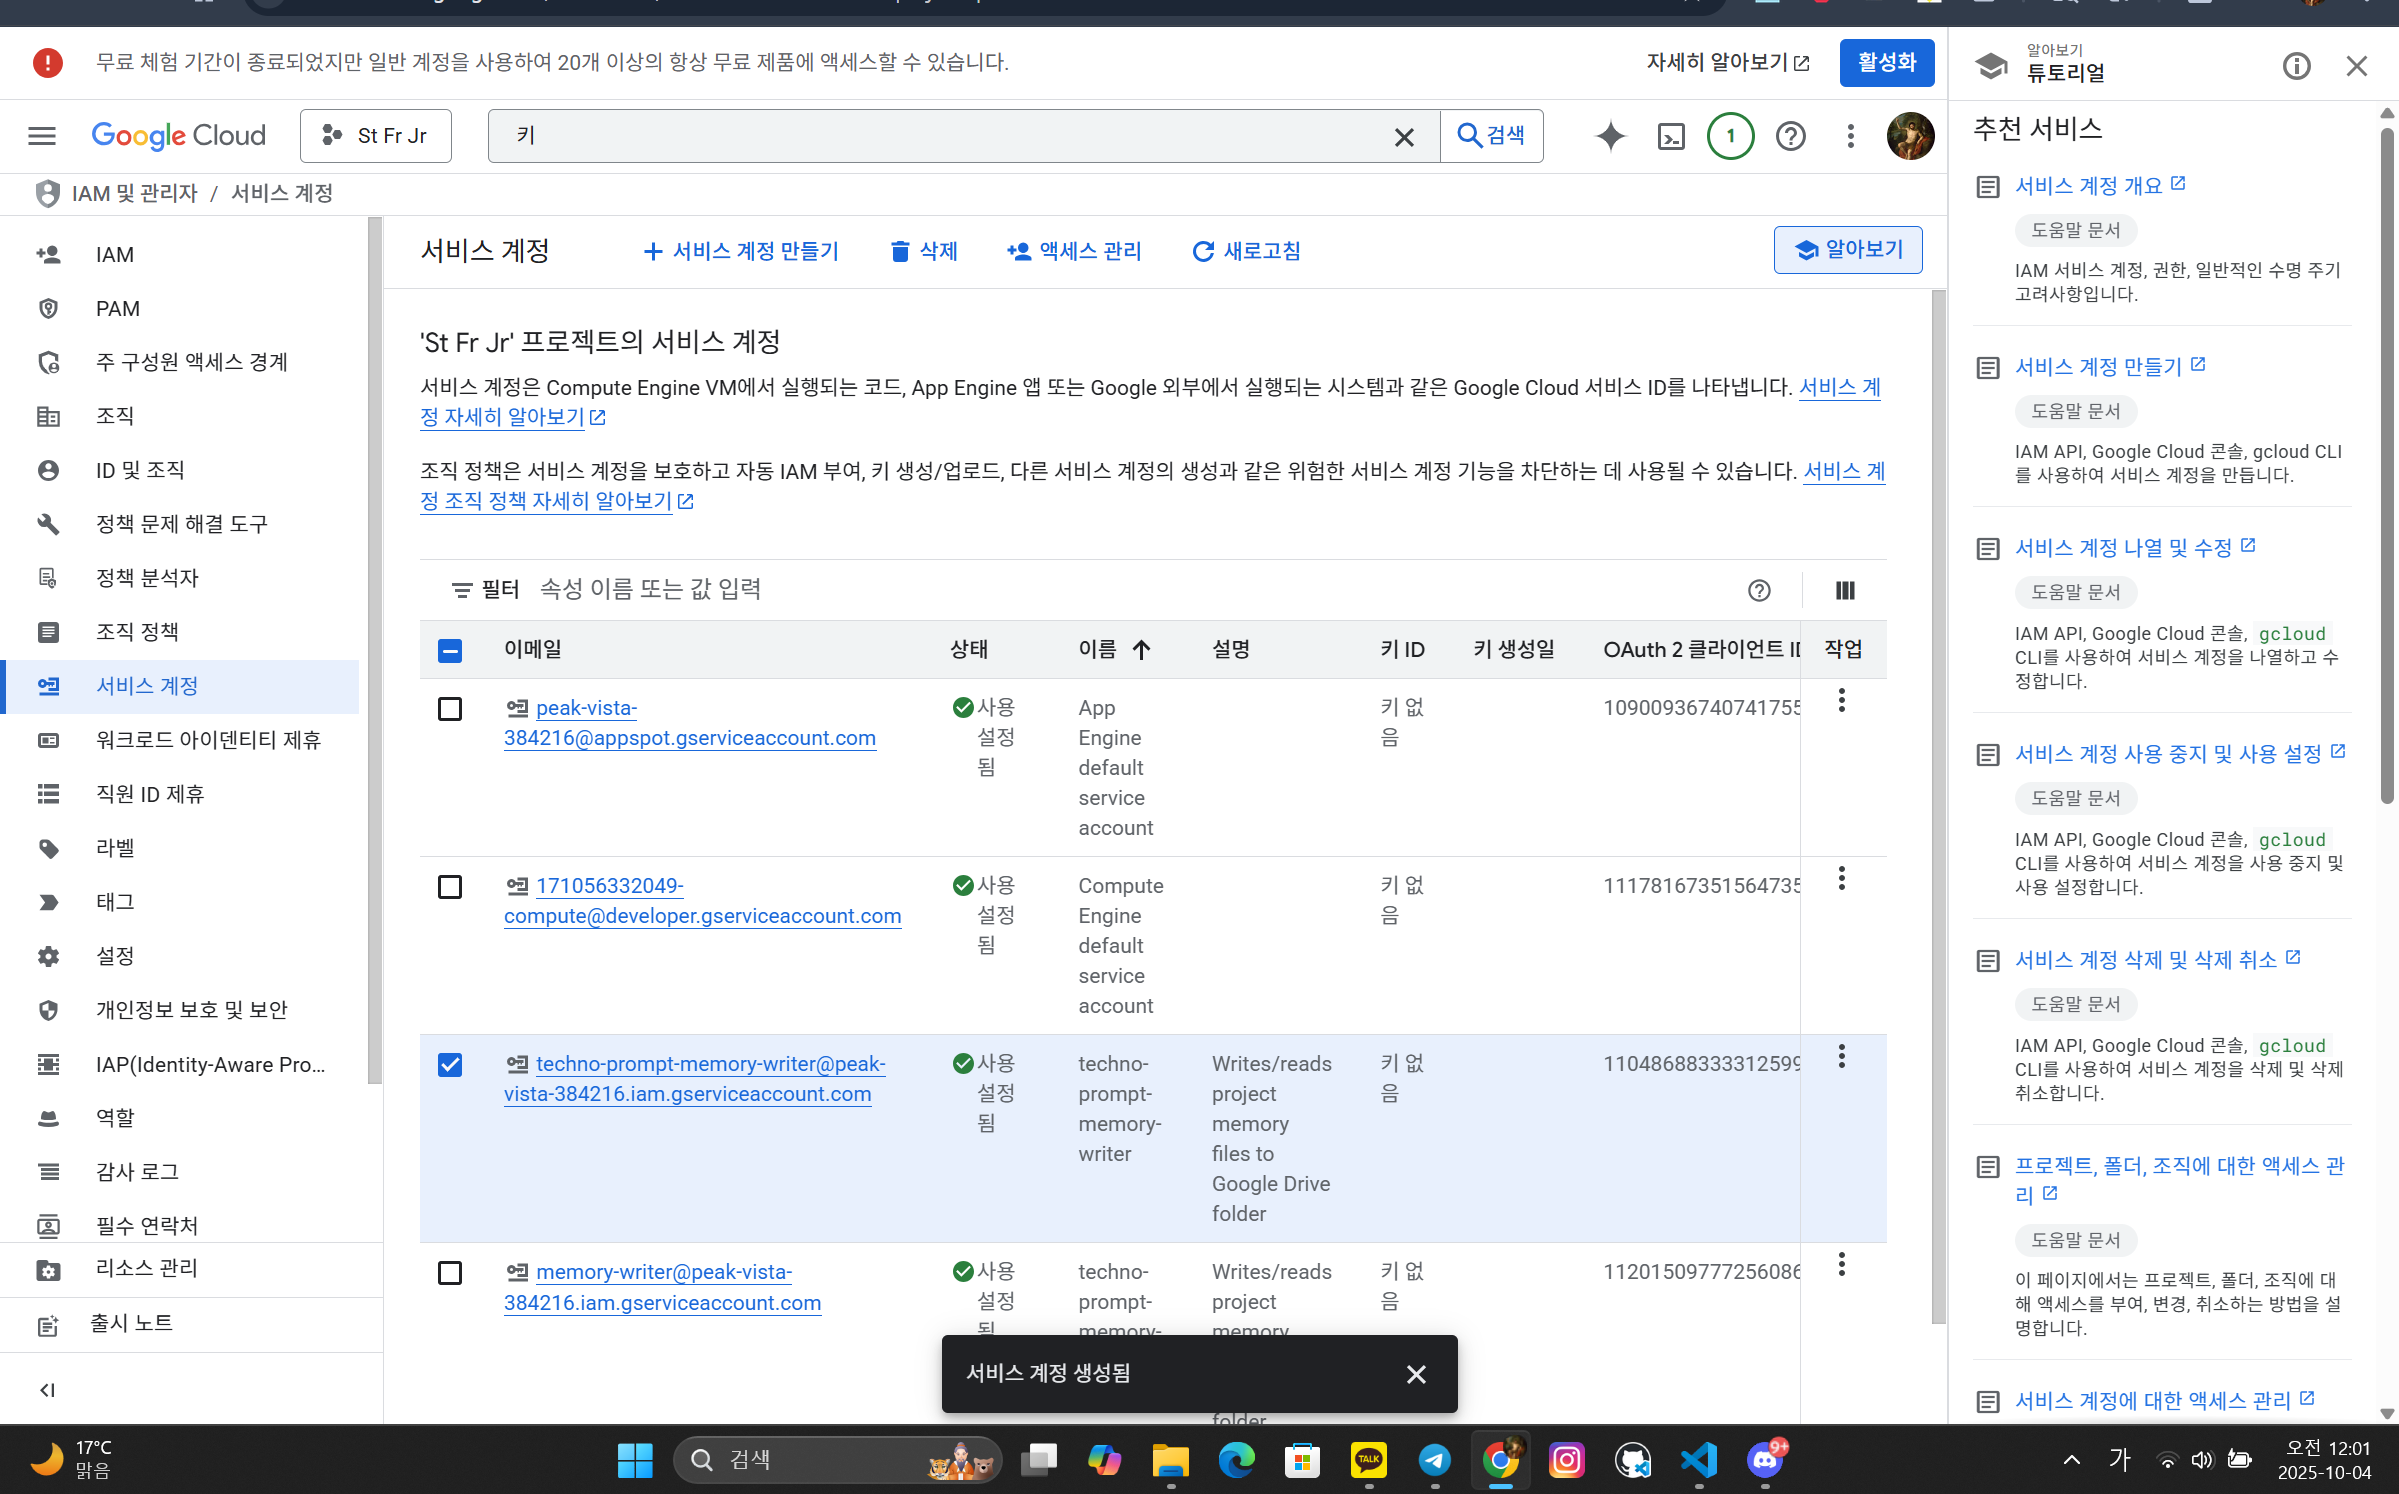 무료 체험 기간이 종료되었지만 일반 계정을 사용하여 20개 이상의 항상 무료 제품에 액세스할 수 있습니다.
자세히 알아보기
활성화
Google Cloud
St Fr Jr
키
검색
1
IAM 및 관리자 / 서비스 계정
IAM
PAM
주 구성원 액세스 경계
조직
ID 및 조직
정책 문제 해결 도구
정책 분석자
조직 정책
서비스 계정
워크로드 아이덴티티 제휴
직원 ID 제휴
라벨
태그
설정
개인정보 보호 및 보안
IAP(Identity-Aware Pro...
역할
감사 로그
필수 연락처
리소스 관리
출시 노트
서비스 계정
서비스 계정 만들기
삭제
액세스 관리
새로고침
알아보기
'St Fr Jr' 프로젝트의 서비스 계정
서비스 계정은 Compute Engine VM에서 실행되는 코드, App Engine 앱 또는 Google 외부에서 실행되는 시스템과 같은 Google Cloud 서비스 ID를 나타냅니다. 서비스 계
정 자세히 알아보기
조직 정책은 서비스 계정을 보호하고 자동 IAM 부여, 키 생성/업로드, 다른 서비스 계정의 생성과 같은 위험한 서비스 계정 기능을 차단하는 데 사용될 수 있습니다. 서비스 계
정 조직 정책 자세히 알아보기
필터 속성 이름 또는 값 입력
이메일 상태 이름 설명 키 ID 키 생성일 OAuth 2 클라이언트 ID 작업
peak-vista-
384216@appspot.gserviceaccount.com
사용
설정
됨
App
Engine
default
service
account
키 없
음
10900936740741755
171056332049-
compute@developer.gserviceaccount.com
사용
설정
됨
Compute
Engine
default
service
account
키 없
음
11178167351564735
techno-prompt-memory-writer@peak-
vista-384216.iam.gserviceaccount.com
사용
설정
됨
techno-
prompt-
memory-
writer
Writes/reads
project
memory
files to
Google Drive
folder
키 없
음
11048688333312599
memory-writer@peak-vista-
384216.iam.gserviceaccount.com
사용
설정
됨
techno-
prompt-
memory-
Writes/reads
project
memory
folder
키 없
음
11201509777256086
서비스 계정 생성됨
알아보기
튜토리얼
추천 서비스
서비스 계정 개요
도움말 문서
IAM 서비스 계정, 권한, 일반적인 수명 주기
고려사항입니다.
서비스 계정 만들기
도움말 문서
IAM API, Google Cloud 콘솔, gcloud CLI
를 사용하여 서비스 계정을 만듭니다.
서비스 계정 나열 및 수정
도움말 문서
IAM API, Google Cloud 콘솔, gcloud
CLI를 사용하여 서비스 계정을 나열하고 수
정합니다.
서비스 계정 사용 중지 및 사용 설정
도움말 문서
IAM API, Google Cloud 콘솔, gcloud
CLI를 사용하여 서비스 계정을 사용 중지 및
사용 설정합니다.
서비스 계정 삭제 및 삭제 취소
도움말 문서
IAM API, Google Cloud 콘솔, gcloud
CLI를 사용하여 서비스 계정을 삭제 및 삭제
취소합니다.
프로젝트, 폴더, 조직에 대한 액세스 관
리
도움말 문서
이 페이지에서는 프로젝트, 폴더, 조직에 대
해 액세스를 부여, 변경, 취소하는 방법을 설
명합니다.
서비스 계정에 대한 액세스 관리
17°C
맑음
검색
TALK
9+
가
오전 12:01
2025-10-04